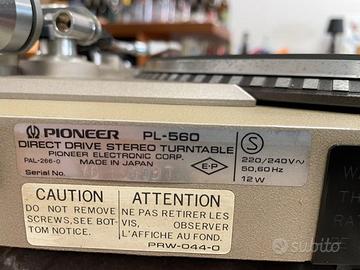 PIONEER PL-560
DIRECT DRIVE STEREO TURNTABLE
PIONEER ELECTRONIC CORP.
PAL-266-0 MADE IN JAPAN
Serial No.
E·P
S
220/240V~
50,60Hz
12W
CAUTION
DO NOT REMOVE
SCREWS, SEE BOT-
TOM NOTICE.
ATTENTION
NE PAS RETIRER LES
VIS, OBSERVER
L'AFFICHE AU FOND.
PRW-044-0
subito